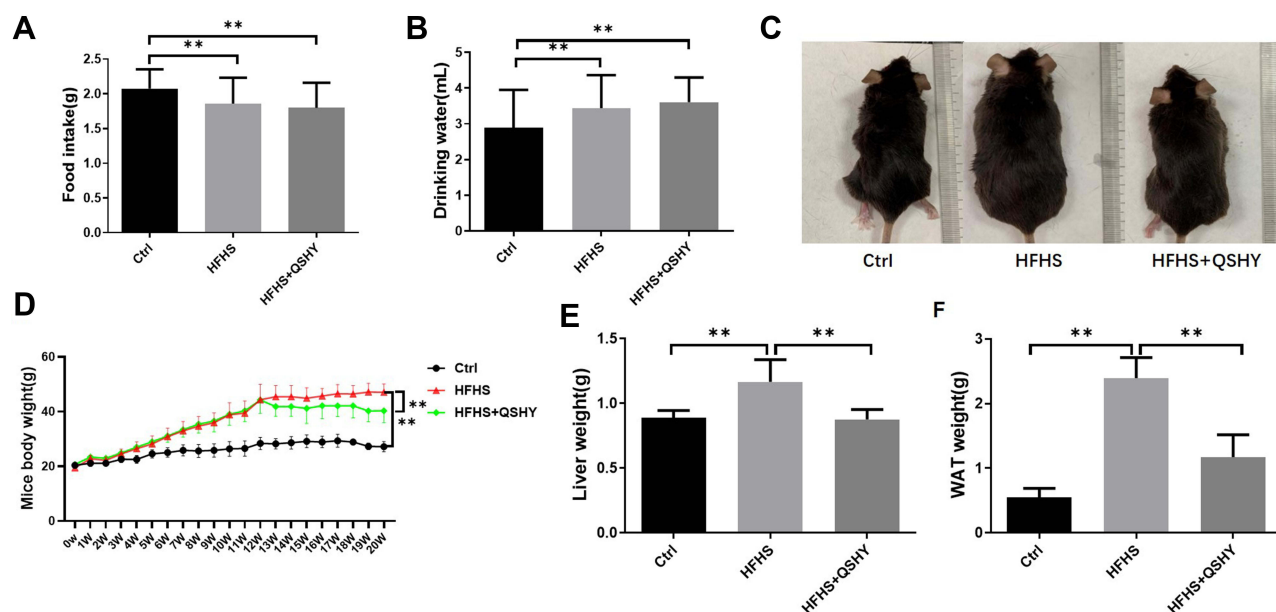 A
B
C
**
**
Food intake(g)
2.5
2.0
1.5
1.0
0.5
0.0
Ctrl
HFHS
HFHS+QSHY
**
**
Drinking water(mL)
5
4
3
2
1
0
Ctrl
HFHS
HFHS+QSHY
Ctrl
HFHS
HFHS+QSHY
D
Mice body wight(g)
60
40
20
0
0w
1W
2W
3W
4W
5W
6W
7W
8W
9W
10W
11W
12W
13W
14W
15W
16W
17W
18W
19W
20W
Ctrl
HFHS
HFHS+QSHY
**
**
E
**
**
Liver weight(g)
1.5
1.0
0.5
0.0
Ctrl
HFHS
HFHS+QSHY
F
**
**
WAT weight(g)
3
2
1
0
Ctrl
HFHS
HFHS+QSHY